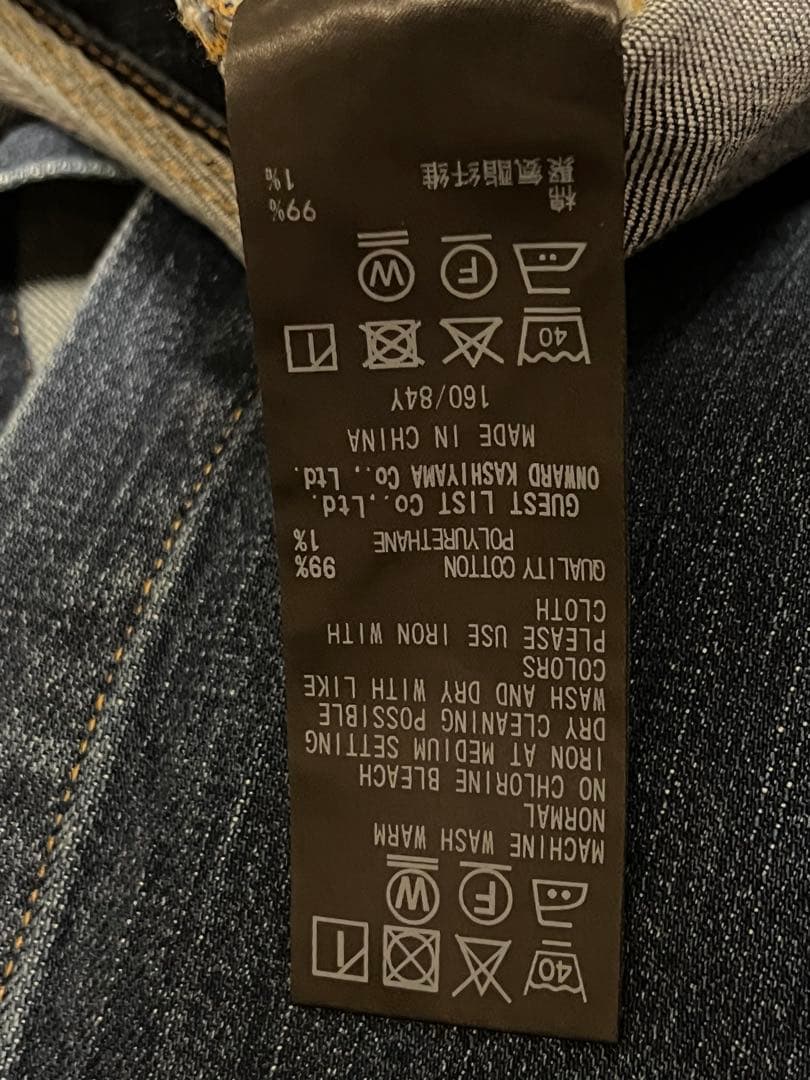 40
F W
MACHINE WASH WARM
NORMAL
NO CHLORINE BLEACH
IRON AT MEDIUM SETTING
DRY CLEANING POSSIBLE
WASH AND DRY WITH LIKE
COLORS
PLEASE USE IRON WITH
CLOTH
QUALITY COTTON 99%
POLYURETHANE 1%
GUEST LIST Co.,Ltd.
ONWARD KASHIYAMA Co.,Ltd.
MADE IN CHINA
160/84Y
40
F W
棉 99%
聚氨酯纤维 1%